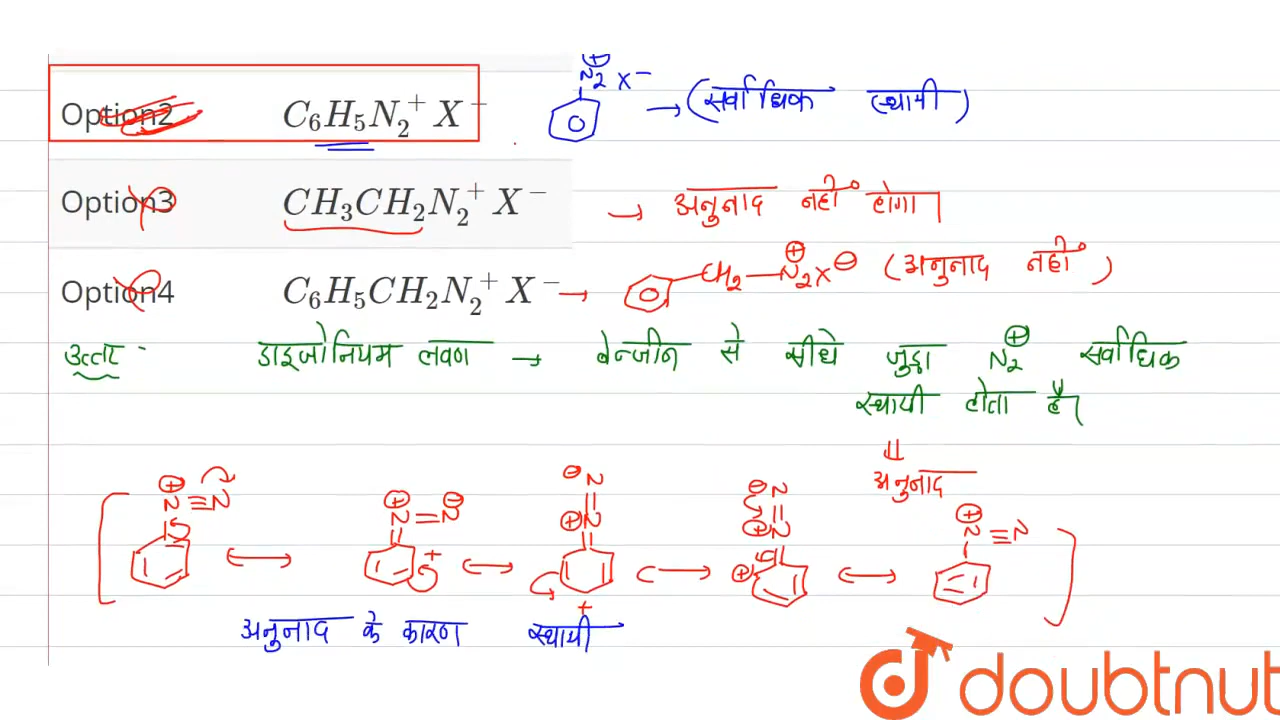 Option2 C₆H₅N₂⁺ X⁻
N₂ X⁻ → (सर्वाधिक स्थायी)
Option3 CH₃CH₂N₂⁺ X⁻ → अनुनाद नहीं होगा।
Option4 C₆H₅CH₂N₂⁺ X⁻ → CH₂—N₂X (अनुनाद नहीं)
उत्तर - डाइजोनियम लवण → बेन्जीन से सीधे जुड़ा N₂⊕ सर्वाधिक
स्थायी होता है।
⇓
अनुनाद
[ ⊕ N≡N ↔ ⊕ N=N ⊖ + ↔ ⊖ N=N ⊕ + ↔ ⊖ N=N ⊕ ⊕ ↔ ⊕ N≡N ]
अनुनाद के कारण स्थायी
doubtnut